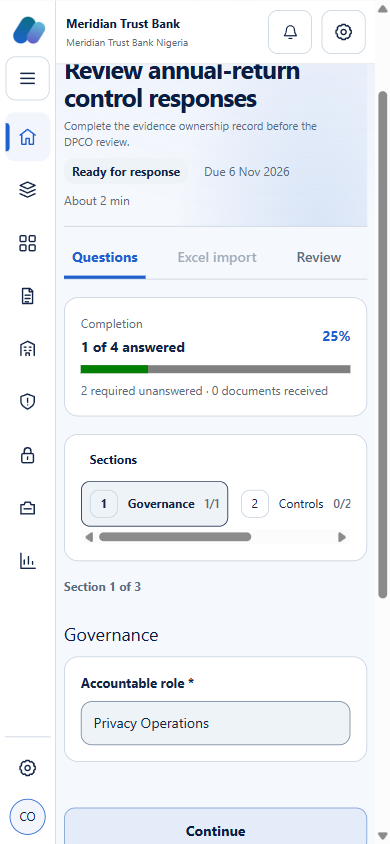 Meridian Trust Bank
Meridian Trust Bank Nigeria
Review annual-return
control responses
Complete the evidence ownership record before the
DPCO review.
Ready for response
Due 6 Nov 2026
About 2 min
Questions
Excel import
Review
Completion
1 of 4 answered
25%
2 required unanswered · 0 documents received
Sections
1 Governance 1/1
2 Controls 0/2
Section 1 of 3
Governance
Accountable role *
Privacy Operations
CO
Continue